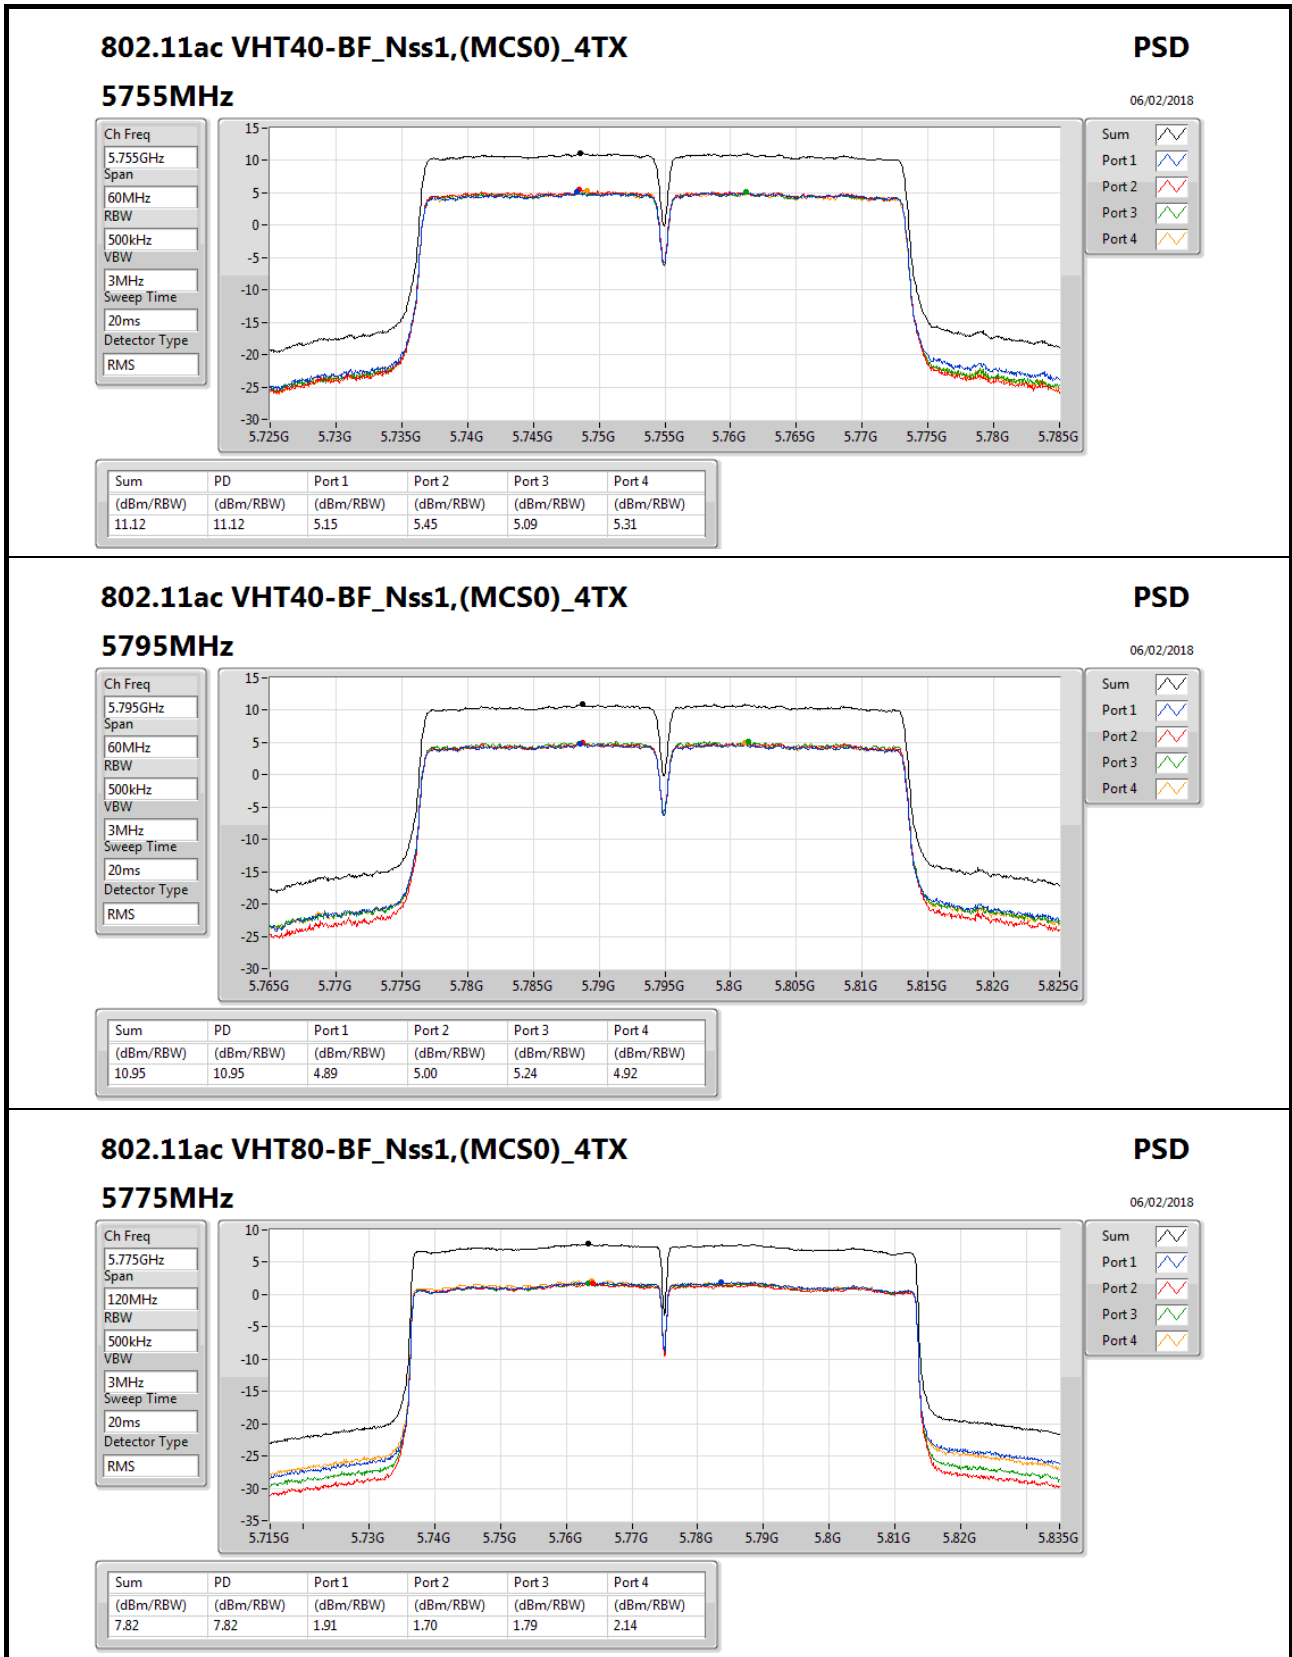 802.11ac VHT40-BF_Nss1,(MCS0)_4TX PSD
5755MHz 06/02/2018
Ch Freq
5.755GHz
Span
60MHz
RBW
500kHz
VBW
3MHz
Sweep Time
20ms
Detector Type
RMS
15
10
5
0
-5
-10
-15
-20
-25
-30
5.725G 5.73G 5.735G 5.74G 5.745G 5.75G 5.755G 5.76G 5.765G 5.77G 5.775G 5.78G 5.785G
Sum
Port 1
Port 2
Port 3
Port 4
Sum PD Port 1 Port 2 Port 3 Port 4
(dBm/RBW) (dBm/RBW) (dBm/RBW) (dBm/RBW) (dBm/RBW) (dBm/RBW)
11.12 11.12 5.15 5.45 5.09 5.31
802.11ac VHT40-BF_Nss1,(MCS0)_4TX PSD
5795MHz 06/02/2018
Ch Freq
5.795GHz
Span
60MHz
RBW
500kHz
VBW
3MHz
Sweep Time
20ms
Detector Type
RMS
15
10
5
0
-5
-10
-15
-20
-25
-30
5.765G 5.77G 5.775G 5.78G 5.785G 5.79G 5.795G 5.8G 5.805G 5.81G 5.815G 5.82G 5.825G
Sum
Port 1
Port 2
Port 3
Port 4
Sum PD Port 1 Port 2 Port 3 Port 4
(dBm/RBW) (dBm/RBW) (dBm/RBW) (dBm/RBW) (dBm/RBW) (dBm/RBW)
10.95 10.95 4.89 5.00 5.24 4.92
802.11ac VHT80-BF_Nss1,(MCS0)_4TX PSD
5775MHz 06/02/2018
Ch Freq
5.775GHz
Span
120MHz
RBW
500kHz
VBW
3MHz
Sweep Time
20ms
Detector Type
RMS
10
5
0
-5
-10
-15
-20
-25
-30
-35
5.715G 5.73G 5.74G 5.75G 5.76G 5.77G 5.78G 5.79G 5.8G 5.81G 5.82G 5.835G
Sum
Port 1
Port 2
Port 3
Port 4
Sum PD Port 1 Port 2 Port 3 Port 4
(dBm/RBW) (dBm/RBW) (dBm/RBW) (dBm/RBW) (dBm/RBW) (dBm/RBW)
7.82 7.82 1.91 1.70 1.79 2.14